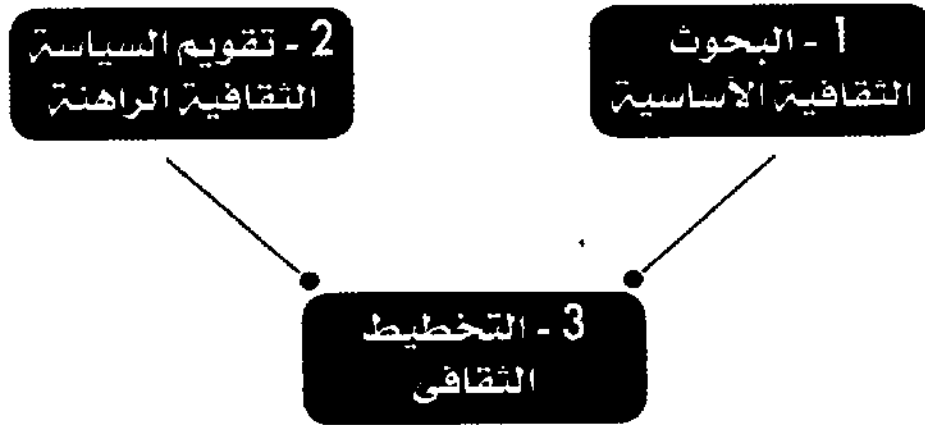 1 - البحوث
الثقافية الأساسية
2 - تقويم السياسة
الثقافية الراهنة
3 - التخطيط
الثقافى